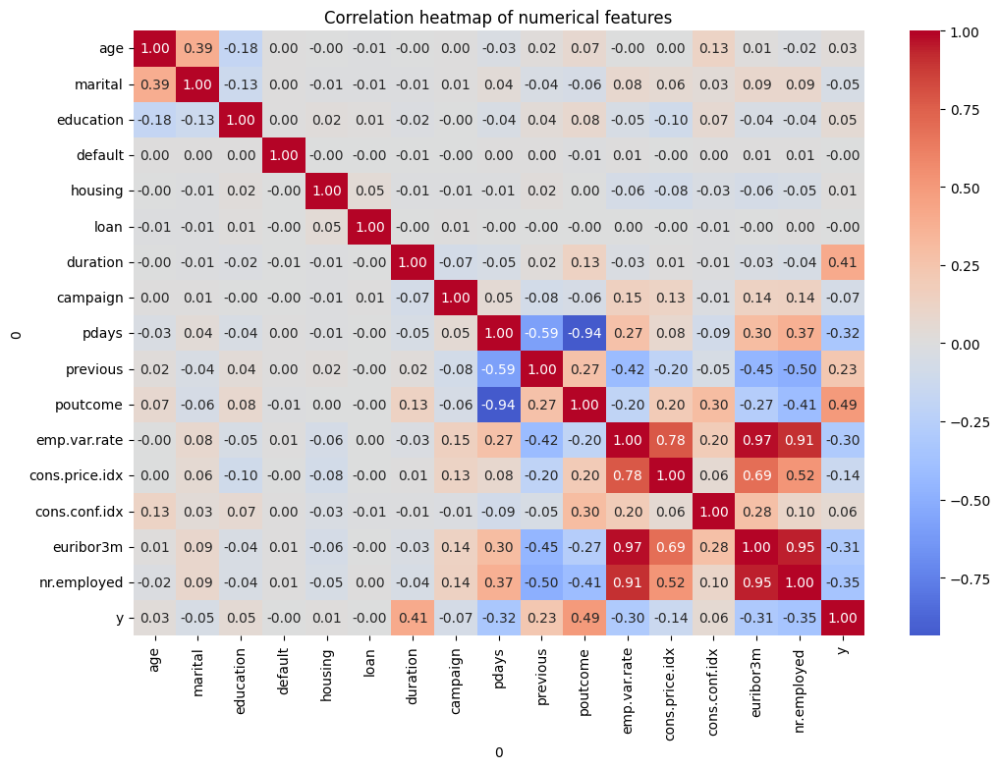 Correlation heatmap of numerical features
age 1.00 0.39 -0.18 0.00 -0.00 -0.01 -0.00 0.00 -0.03 0.02 0.07 -0.00 0.00 0.13 0.01 -0.02 0.03
marital 0.39 1.00 -0.13 0.00 -0.01 -0.01 -0.01 0.01 0.04 -0.04 -0.06 0.08 0.06 0.03 0.09 0.09 -0.05
education -0.18 -0.13 1.00 0.00 0.02 0.01 -0.02 -0.00 -0.04 0.04 0.08 -0.05 -0.10 0.07 -0.04 -0.04 0.05
default 0.00 0.00 0.00 1.00 -0.00 -0.00 -0.01 -0.00 0.00 0.00 -0.01 0.01 -0.00 0.00 0.01 0.01 -0.00
housing -0.00 -0.01 0.02 -0.00 1.00 0.05 -0.01 -0.01 -0.01 0.02 0.00 -0.06 -0.08 -0.03 -0.06 -0.05 0.01
loan -0.01 -0.01 0.01 -0.00 0.05 1.00 -0.00 0.01 -0.00 -0.00 -0.00 0.00 -0.00 -0.01 -0.00 0.00 -0.00
duration -0.00 -0.01 -0.02 -0.01 -0.01 -0.00 1.00 -0.07 -0.05 0.02 0.13 -0.03 0.01 -0.01 -0.03 -0.04 0.41
campaign 0.00 0.01 -0.00 -0.00 -0.01 0.01 -0.07 1.00 0.05 -0.08 -0.06 0.15 0.13 -0.01 0.14 0.14 -0.07
pdays -0.03 0.04 -0.04 0.00 -0.01 -0.00 -0.05 0.05 1.00 -0.59 -0.94 0.27 0.08 -0.09 0.30 0.37 -0.32
previous 0.02 -0.04 0.04 0.00 0.02 -0.00 0.02 -0.08 -0.59 1.00 0.27 -0.42 -0.20 -0.05 -0.45 -0.50 0.23
poutcome 0.07 -0.06 0.08 -0.01 0.00 -0.00 0.13 -0.06 -0.94 0.27 1.00 -0.20 0.20 0.30 -0.27 -0.41 0.49
emp.var.rate -0.00 0.08 -0.05 0.01 -0.06 0.00 -0.03 0.15 0.27 -0.42 -0.20 1.00 0.78 0.20 0.97 0.91 -0.30
cons.price.idx 0.00 0.06 -0.10 -0.00 -0.08 -0.00 0.01 0.13 0.08 -0.20 0.20 0.78 1.00 0.06 0.69 0.52 -0.14
cons.conf.idx 0.13 0.03 0.07 0.00 -0.03 -0.01 -0.01 -0.01 -0.09 -0.05 0.30 0.20 0.06 1.00 0.28 0.10 0.06
euribor3m 0.01 0.09 -0.04 0.01 -0.06 -0.00 -0.03 0.14 0.30 -0.45 -0.27 0.97 0.69 0.28 1.00 0.95 -0.31
nr.employed -0.02 0.09 -0.04 0.01 -0.05 0.00 -0.04 0.14 0.37 -0.50 -0.41 0.91 0.52 0.10 0.95 1.00 -0.35
y 0.03 -0.05 0.05 -0.00 0.01 -0.00 0.41 -0.07 -0.32 0.23 0.49 -0.30 -0.14 0.06 -0.31 -0.35 1.00
age marital education default housing loan duration campaign pdays previous poutcome emp.var.rate cons.price.idx cons.conf.idx euribor3m nr.employed y
0
0
1.00
0.75
0.50
0.25
0.00
−0.25
−0.50
−0.75